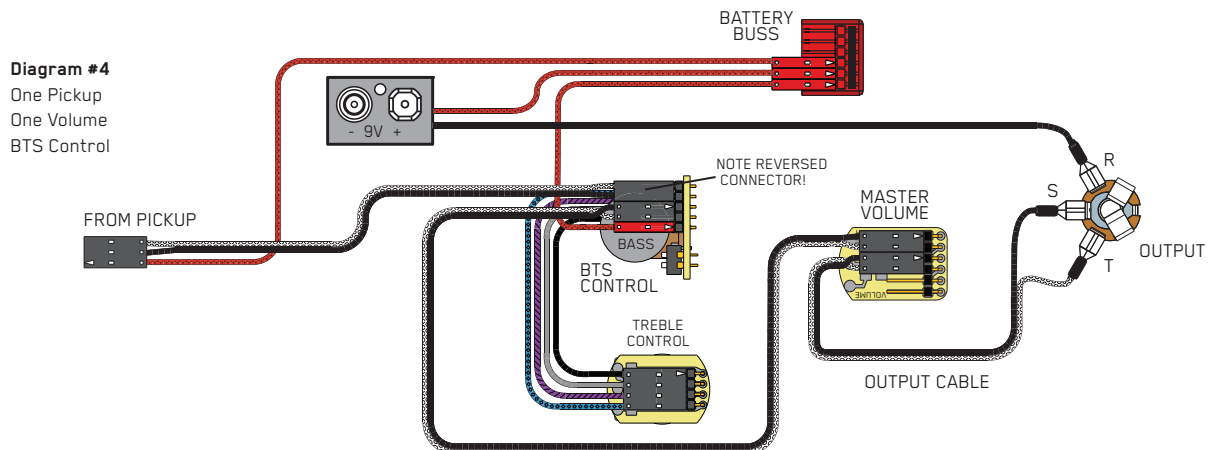 Diagram #4
One Pickup
One Volume
BTS Control
BATTERY
BUSS
- 9V +
NOTE REVERSED
CONNECTOR!
FROM PICKUP
BASS
BTS
CONTROL
TREBLE
CONTROL
MASTER
VOLUME
VOLUME
R
S
T
OUTPUT
OUTPUT CABLE